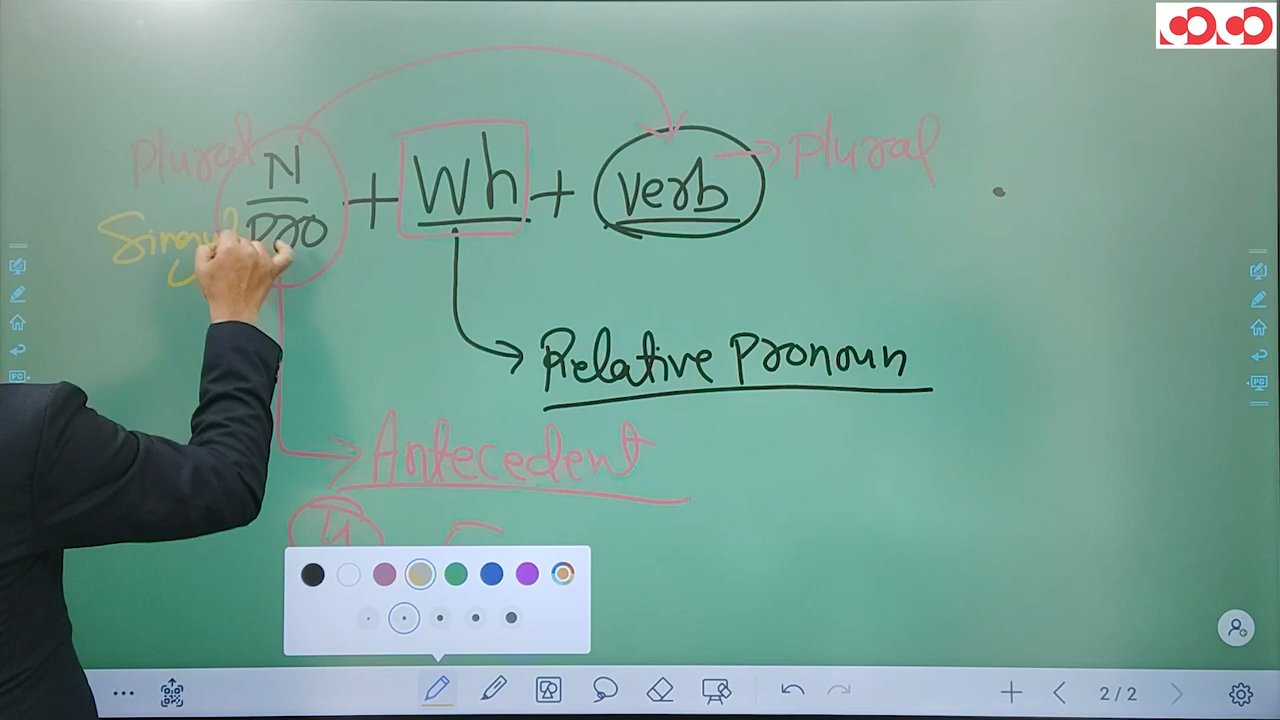 Plural
N + Wh + verb → plural
Pro
Relative Pronoun
Antecedent
2/2